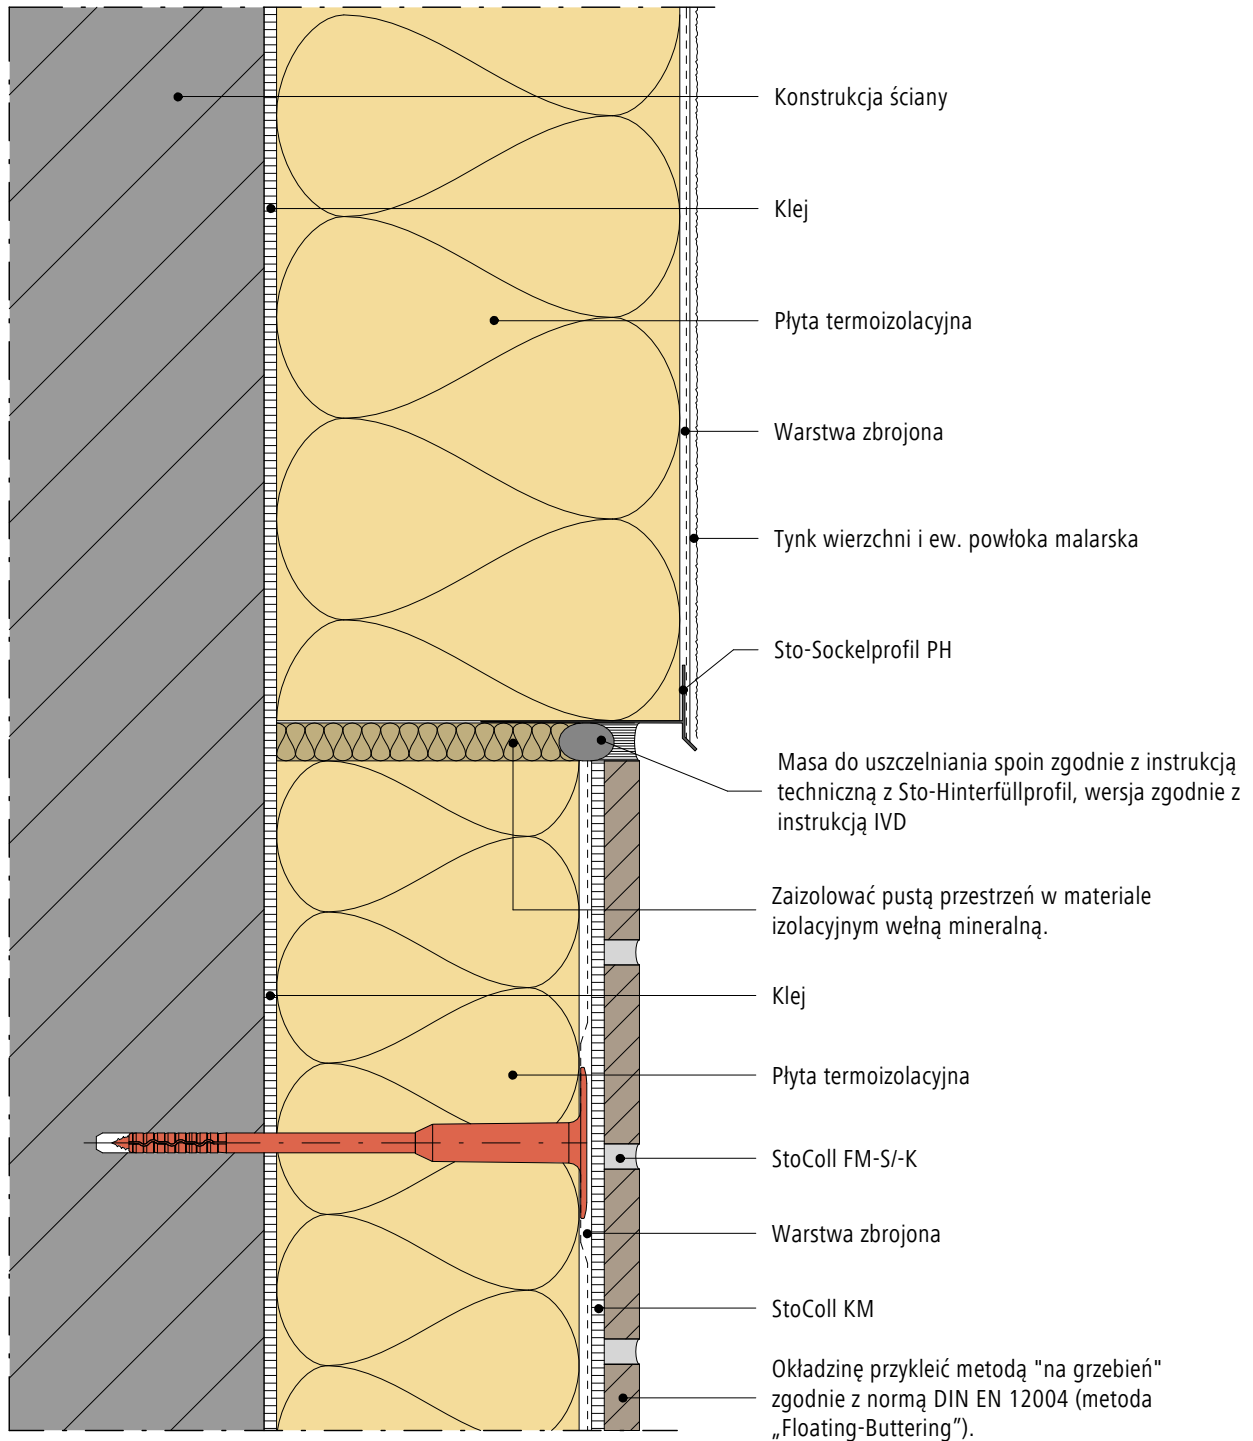 Konstrukcja ściany
Klej
Płyta termoizolacyjna
Warstwa zbrojona
Tynk wierzchni i ew. powłoka malarska
Sto-Sockelprofil PH
Masa do uszczelniania spoin zgodnie z instrukcją
techniczną z Sto-Hinterfüllprofil, wersja zgodnie z
instrukcją IVD
Zaizolować pustą przestrzeń w materiale
izolacyjnym wełną mineralną.
Klej
Płyta termoizolacyjna
StoColl FM-S/-K
Warstwa zbrojona
StoColl KM
Okładzinę przykleić metodą "na grzebień"
zgodnie z normą DIN EN 12004 (metoda
„Floating-Buttering”).